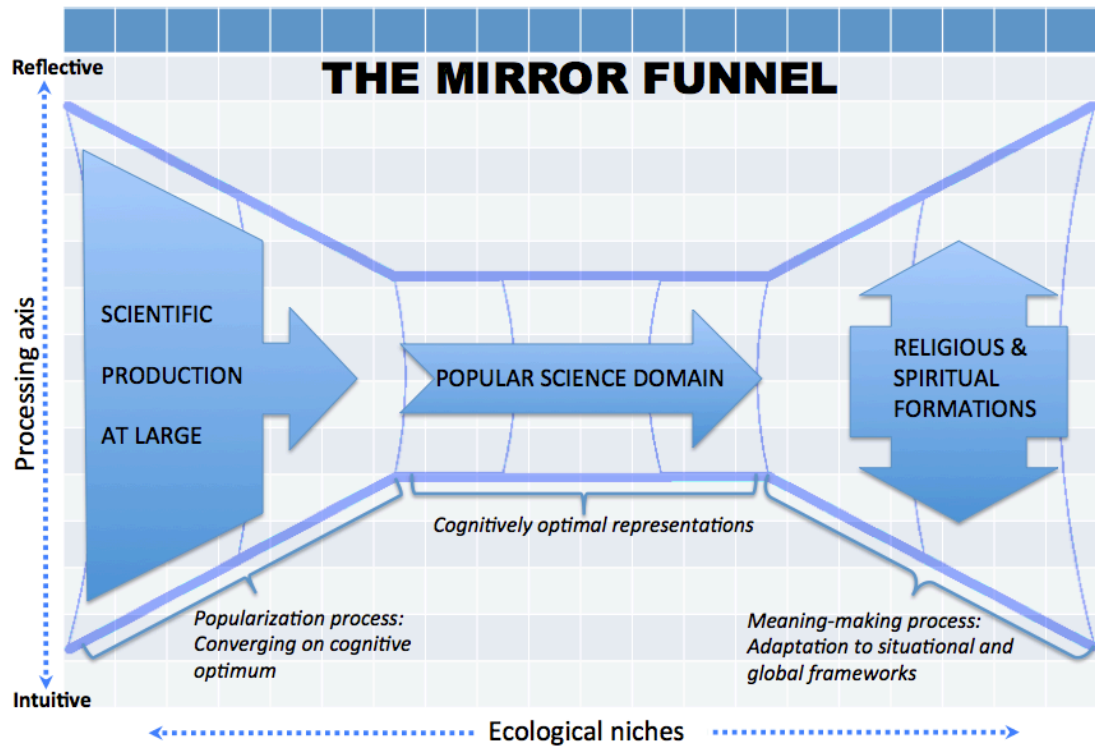 Reflective
THE MIRROR FUNNEL
Processing axis
SCIENTIFIC
PRODUCTION
AT LARGE
POPULAR SCIENCE DOMAIN
RELIGIOUS &
SPIRITUAL
FORMATIONS
Cognitively optimal representations
Popularization process:
Converging on cognitive
optimum
Meaning-making process:
Adaptation to situational and
global frameworks
Intuitive
Ecological niches